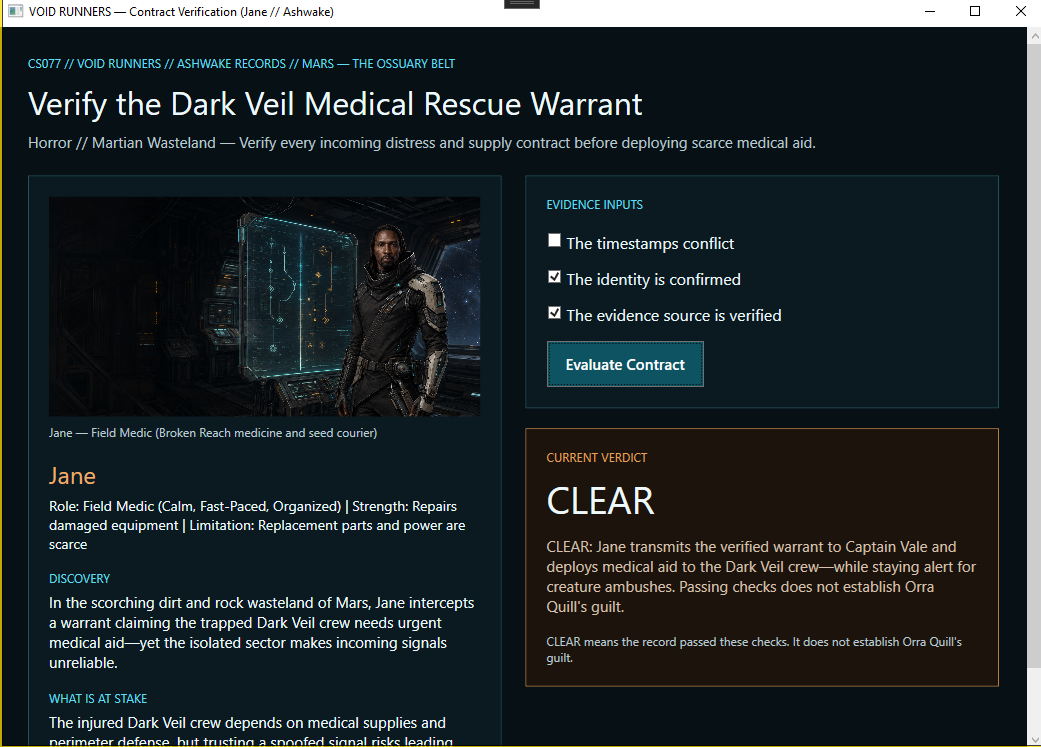 VOID RUNNERS — Contract Verification (Jane // Ashwake)
CS077 // VOID RUNNERS // ASHWAKE RECORDS // MARS — THE OSSUARY BELT
Verify the Dark Veil Medical Rescue Warrant
Horror // Martian Wasteland — Verify every incoming distress and supply contract before deploying scarce medical aid.
Jane — Field Medic (Broken Reach medicine and seed courier)
Jane
Role: Field Medic (Calm, Fast-Paced, Organized) | Strength: Repairs
damaged equipment | Limitation: Replacement parts and power are
scarce
DISCOVERY
In the scorching dirt and rock wasteland of Mars, Jane intercepts
a warrant claiming the trapped Dark Veil crew needs urgent
medical aid—yet the isolated sector makes incoming signals
unreliable.
WHAT IS AT STAKE
The injured Dark Veil crew depends on medical supplies and
perimeter defense, but trusting a spoofed signal risks leading
EVIDENCE INPUTS
The timestamps conflict
The identity is confirmed
The evidence source is verified
Evaluate Contract
CURRENT VERDICT
CLEAR
CLEAR: Jane transmits the verified warrant to Captain Vale and
deploys medical aid to the Dark Veil crew—while staying alert for
creature ambushes. Passing checks does not establish Orra
Quill's guilt.
CLEAR means the record passed these checks. It does not establish Orra Quill's
guilt.